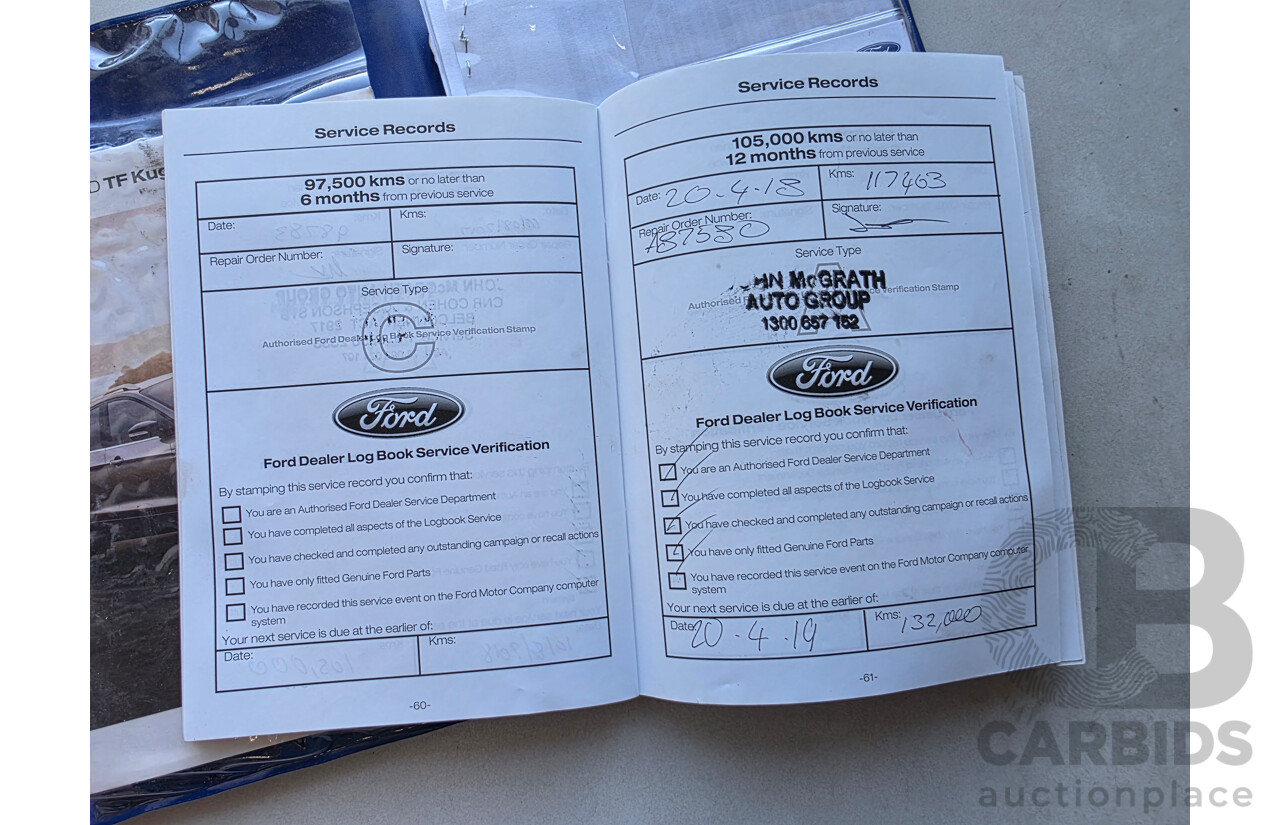 Ford
TF Kug
Service Records
97,500 kms or no later than
6 months from previous service
Date:
Kms:
Repair Order Number:
Signature:
Service Type
C
Authorised Ford Dealer Log Book Service Verification Stamp
Ford
Ford Dealer Log Book Service Verification
By stamping this service record you confirm that:
You are an Authorised Ford Dealer Service Department
You have completed all aspects of the Logbook Service
You have checked and completed any outstanding campaign or recall actions
You have only fitted Genuine Ford Parts
You have recorded this service event on the Ford Motor Company computer
system
Your next service is due at the earlier of:
Date:
Kms:
-60-
Service Records
105,000 kms or no later than
12 months from previous service
Date: 20-4-18
Kms: 117463
Repair Order Number:
A87580
Signature:
Service Type
A
HN McGRATH
Authorised F ce Verification Stamp
AUTO GROUP
1300 657 152
Ford
Ford Dealer Log Book Service Verification
By stamping this service record you confirm that:
You are an Authorised Ford Dealer Service Department
You have completed all aspects of the Logbook Service
You have checked and completed any outstanding campaign or recall actions
You have only fitted Genuine Ford Parts
You have recorded this service event on the Ford Motor Company computer
system
Your next service is due at the earlier of:
Date: 20.4.19
Kms: 132,000
-61-
CB
CARBIDS
auctionplace